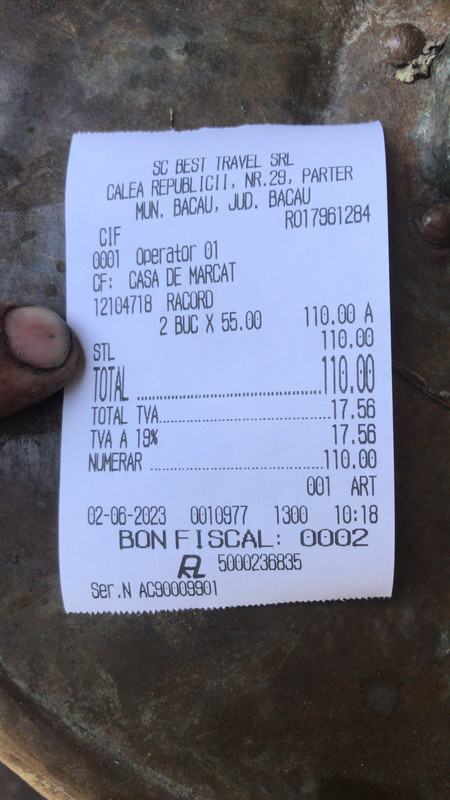 SC BEST TRAVEL SRL
CALEA REPUBLICII, NR.29, PARTER
MUN. BACAU, JUD. BACAU
CIF RO17961284
0001 Operator 01
CF: CASA DE MARCAT
12104718 RACORD
2 BUC X 55.00 110.00 A
STL 110.00
TOTAL ........................110.00
TOTAL TVA........................17.56
TVA A 19% 17.56
NUMERAR ........................110.00
001 ART
02-06-2023 0010977 1300 10:18
BON FISCAL: 0002
5000236835
Ser.N AC90009901